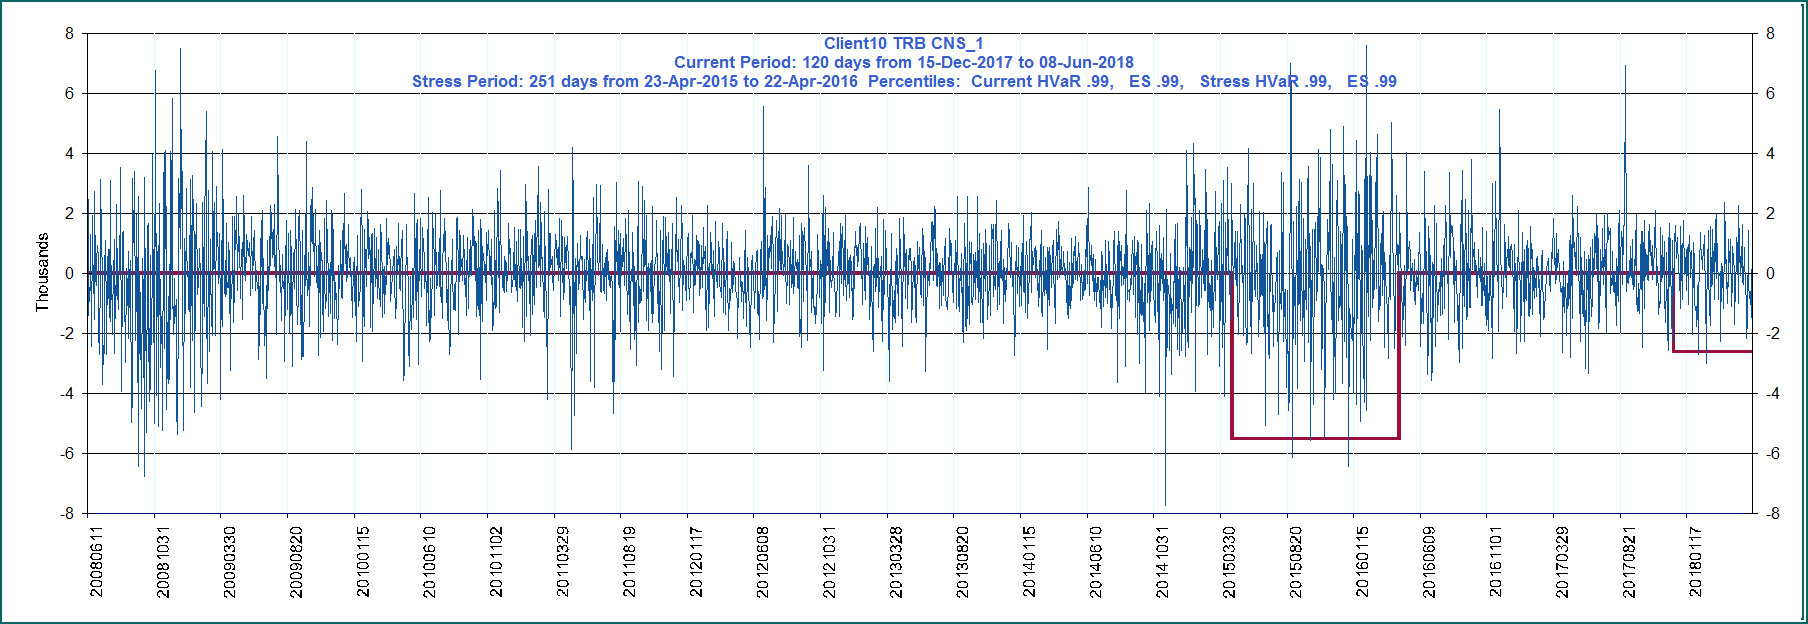 Client10 TRB CNS_1
Current Period: 120 days from 15-Dec-2017 to 08-Jun-2018
Stress Period: 251 days from 23-Apr-2015 to 22-Apr-2016  Percentiles:  Current HVaR .99,   ES .99,   Stress HVaR .99,   ES .99
8 8
6 6
4 4
2 2
0 0
-2 -2
-4 -4
-6 -6
-8 -8
Thousands
20080611 20081031 20090330 20090820 20100115 20100610 20101102 20110329 20110819 20120117 20120608 20121031 20130328 20130820 20140115 20140610 20141031 20150330 20150820 20160115 20160609 20161101 20170329 20170821 20180117